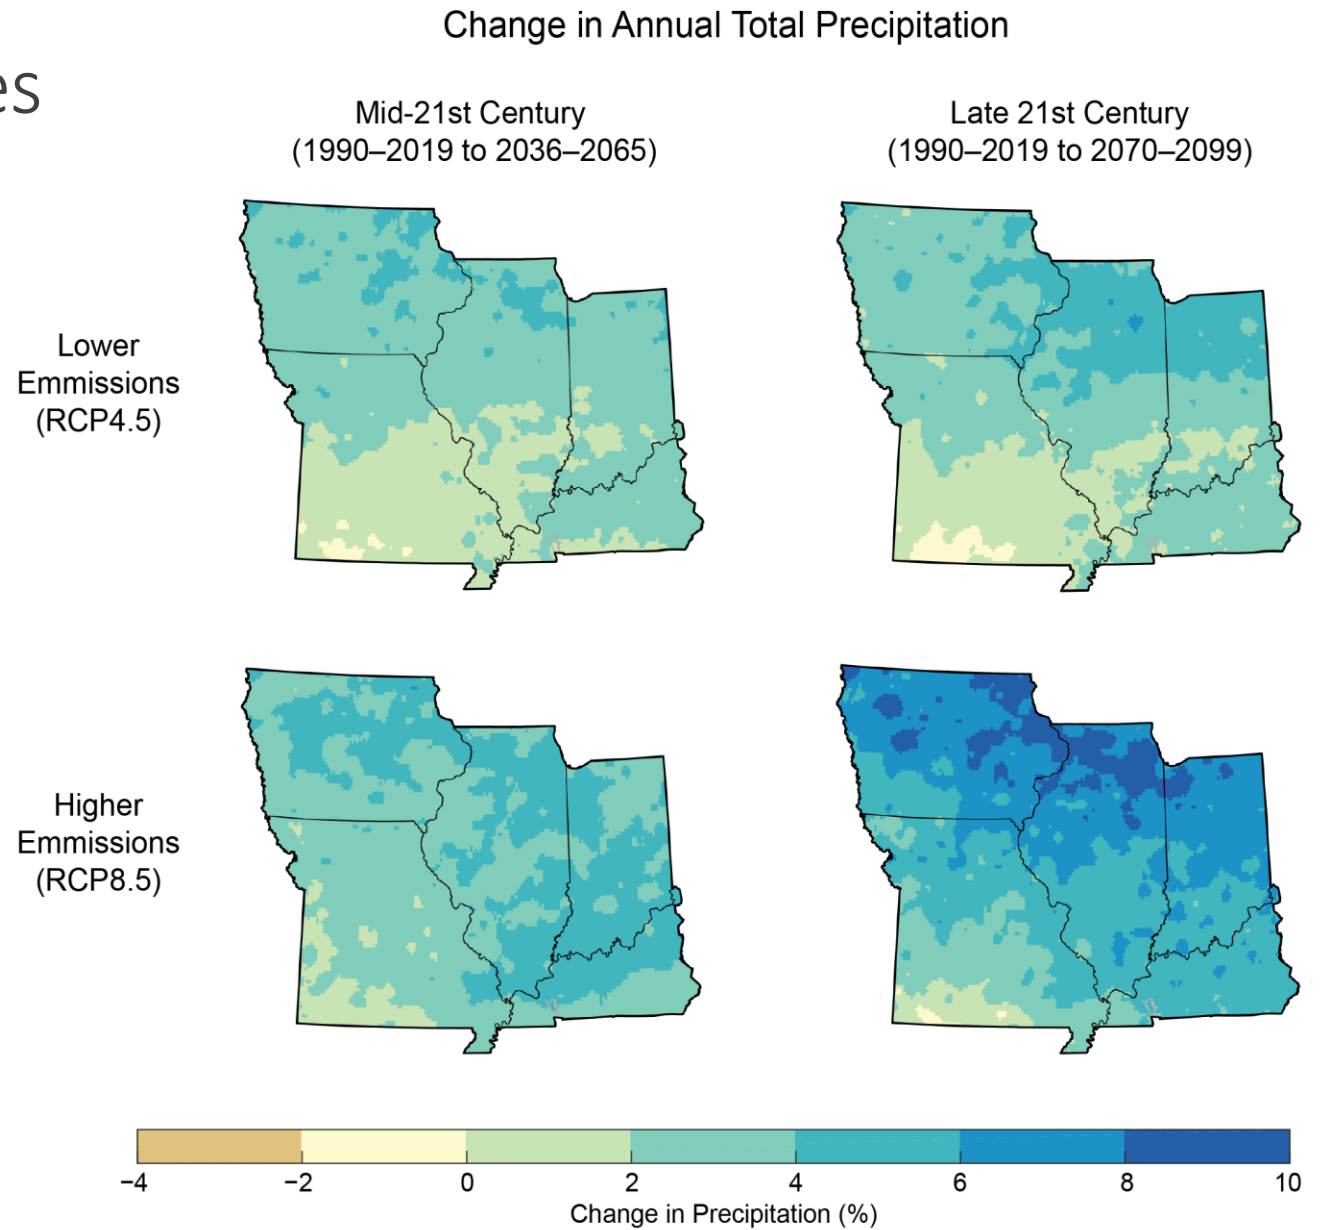 Change in Annual Total Precipitation
es
Mid-21st Century
(1990–2019 to 2036–2065)
Late 21st Century
(1990–2019 to 2070–2099)
Lower
Emmissions
(RCP4.5)
Higher
Emmissions
(RCP8.5)
−4 −2 0 2 4 6 8 10
Change in Precipitation (%)